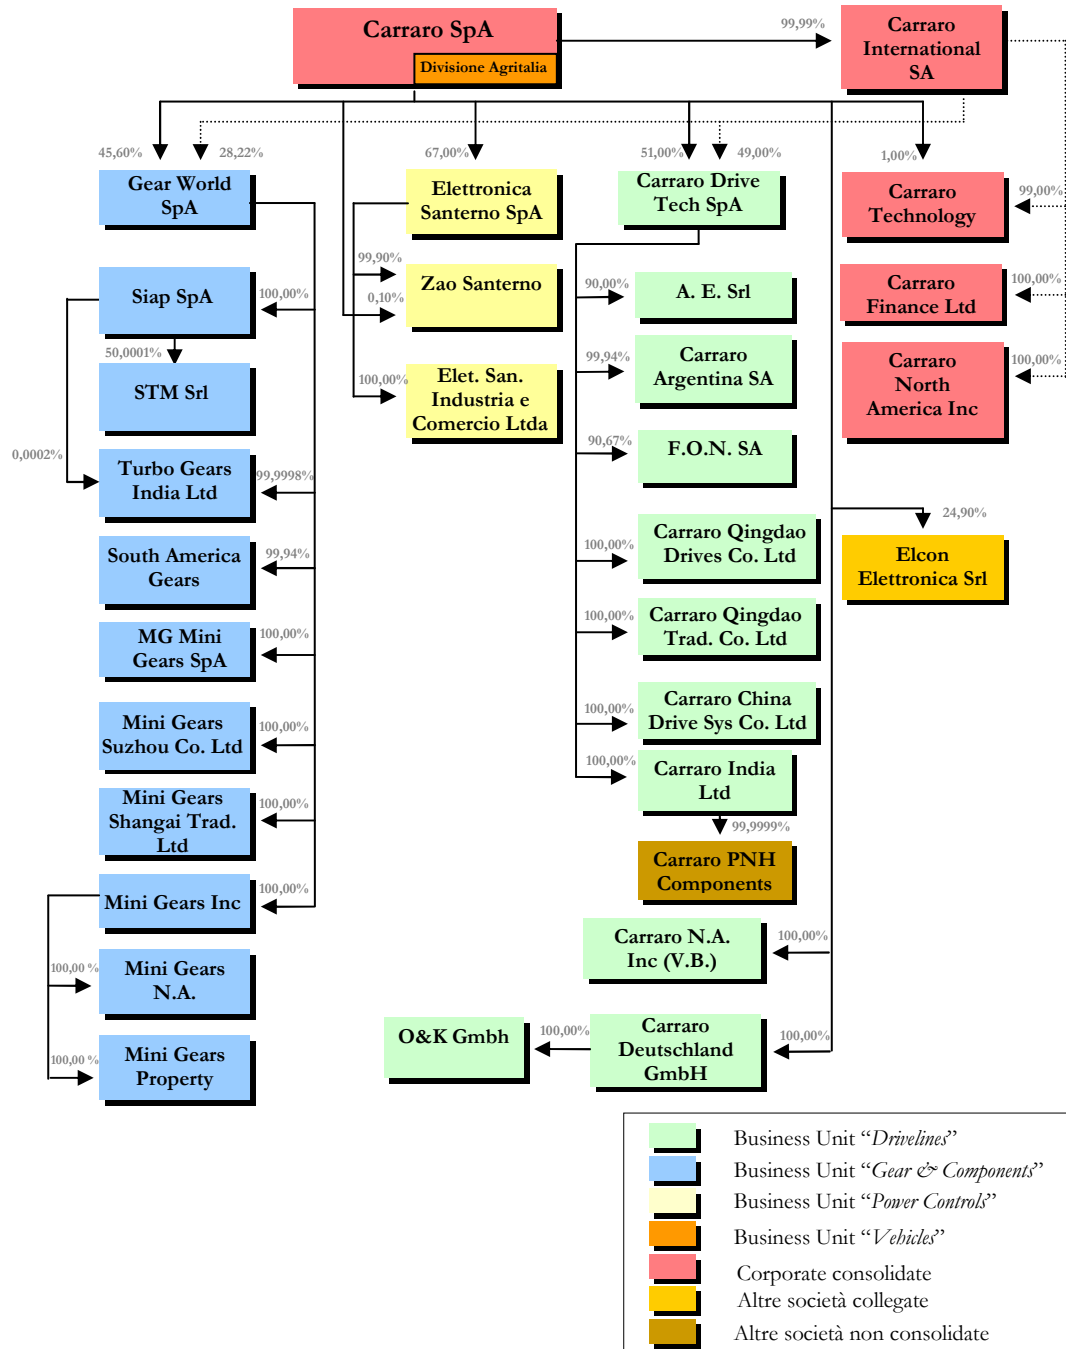 Carraro SpA
Divisione Agritalia
99,99%
Carraro
International
SA
45,60%
28,22%
67,00%
51,00%
49,00%
1,00%
Gear World
SpA
Elettronica
Santerno SpA
Carraro Drive
Tech SpA
Carraro
Technology
99,00%
99,90%
0,10%
Zao Santerno
Siap SpA
100,00%
90,00%
A. E. Srl
Carraro
Finance Ltd
100,00%
50,0001%
STM Srl
100,00%
Elet. San.
Industria e
Comercio Ltda
99,94%
Carraro
Argentina SA
Carraro
North
America Inc
100,00%
0,0002%
Turbo Gears
India Ltd
99,9998%
90,67%
F.O.N. SA
24,90%
Elcon
Elettronica Srl
South America
Gears
99,94%
100,00%
Carraro Qingdao
Drives Co. Ltd
MG Mini
Gears SpA
100,00%
100,00%
Carraro Qingdao
Trad. Co. Ltd
Mini Gears
Suzhou Co. Ltd
100,00%
100,00%
Carraro China
Drive Sys Co. Ltd
Mini Gears
Shangai Trad.
Ltd
100,00%
100,00%
Carraro India
Ltd
99,9999%
Carraro PNH
Components
Mini Gears Inc
100,00%
Carraro N.A.
Inc (V.B.)
100,00%
100,00 %
Mini Gears
N.A.
100,00 %
Mini Gears
Property
O&K Gmbh
100,00%
Carraro
Deutschland
GmbH
100,00%
Business Unit “Drivelines”
Business Unit “Gear & Components”
Business Unit “Power Controls”
Business Unit “Vehicles”
Corporate consolidate
Altre società collegate
Altre società non consolidate